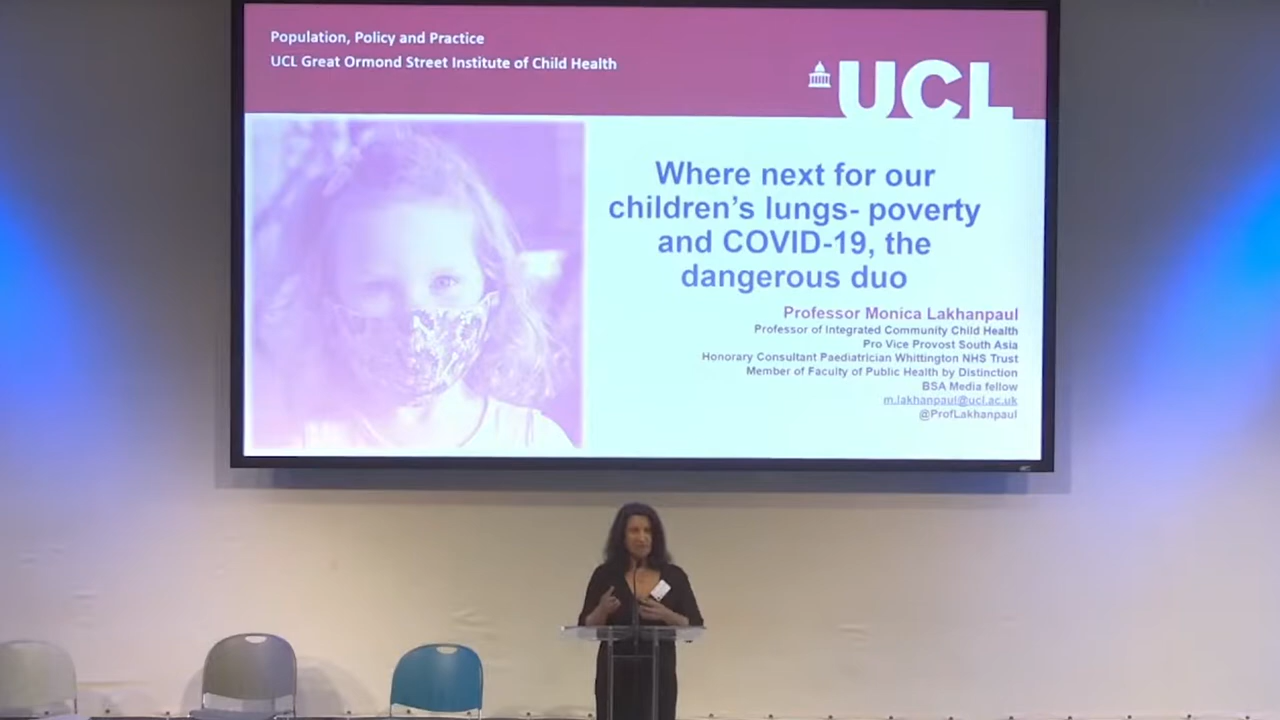 Population, Policy and Practice
UCL Great Ormond Street Institute of Child Health
UCL
Where next for our
children's lungs- poverty
and COVID-19, the
dangerous duo
Professor Monica Lakhanpaul
Professor of Integrated Community Child Health
Pro Vice Provost South Asia
Honorary Consultant Paediatrician Whittington NHS Trust
Member of Faculty of Public Health by Distinction
BSA Media fellow
m.lakhanpaul@ucl.ac.uk
@ProfLakhanpaul